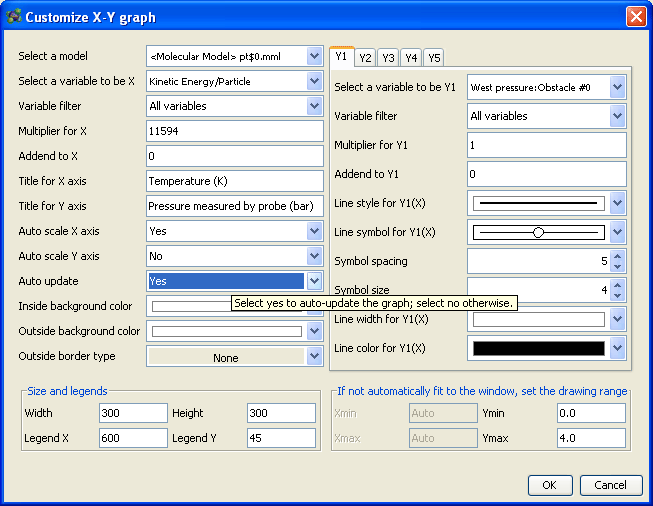 Customize X-Y graph
Select a model
<Molecular Model> pt$0.mml
Select a variable to be X
Kinetic Energy/Particle
Variable filter
All variables
Multiplier for X
11594
Addend to X
0
Title for X axis
Temperature (K)
Title for Y axis
Pressure measured by probe (bar)
Auto scale X axis
Yes
Auto scale Y axis
No
Auto update
Yes
Inside background color
Outside background color
Outside border type
None
Y1
Y2
Y3
Y4
Y5
Select a variable to be Y1
West pressure:Obstacle #0
Variable filter
All variables
Multiplier for Y1
1
Addend to Y1
0
Line style for Y1(X)
Line symbol for Y1(X)
Symbol spacing
5
Symbol size
4
Select yes to auto-update the graph; select no otherwise.
Line width for Y1(X)
Line color for Y1(X)
Size and legends
Width
300
Height
300
Legend X
600
Legend Y
45
If not automatically fit to the window, set the drawing range
Xmin
Auto
Ymin
0.0
Xmax
Auto
Ymax
4.0
OK
Cancel